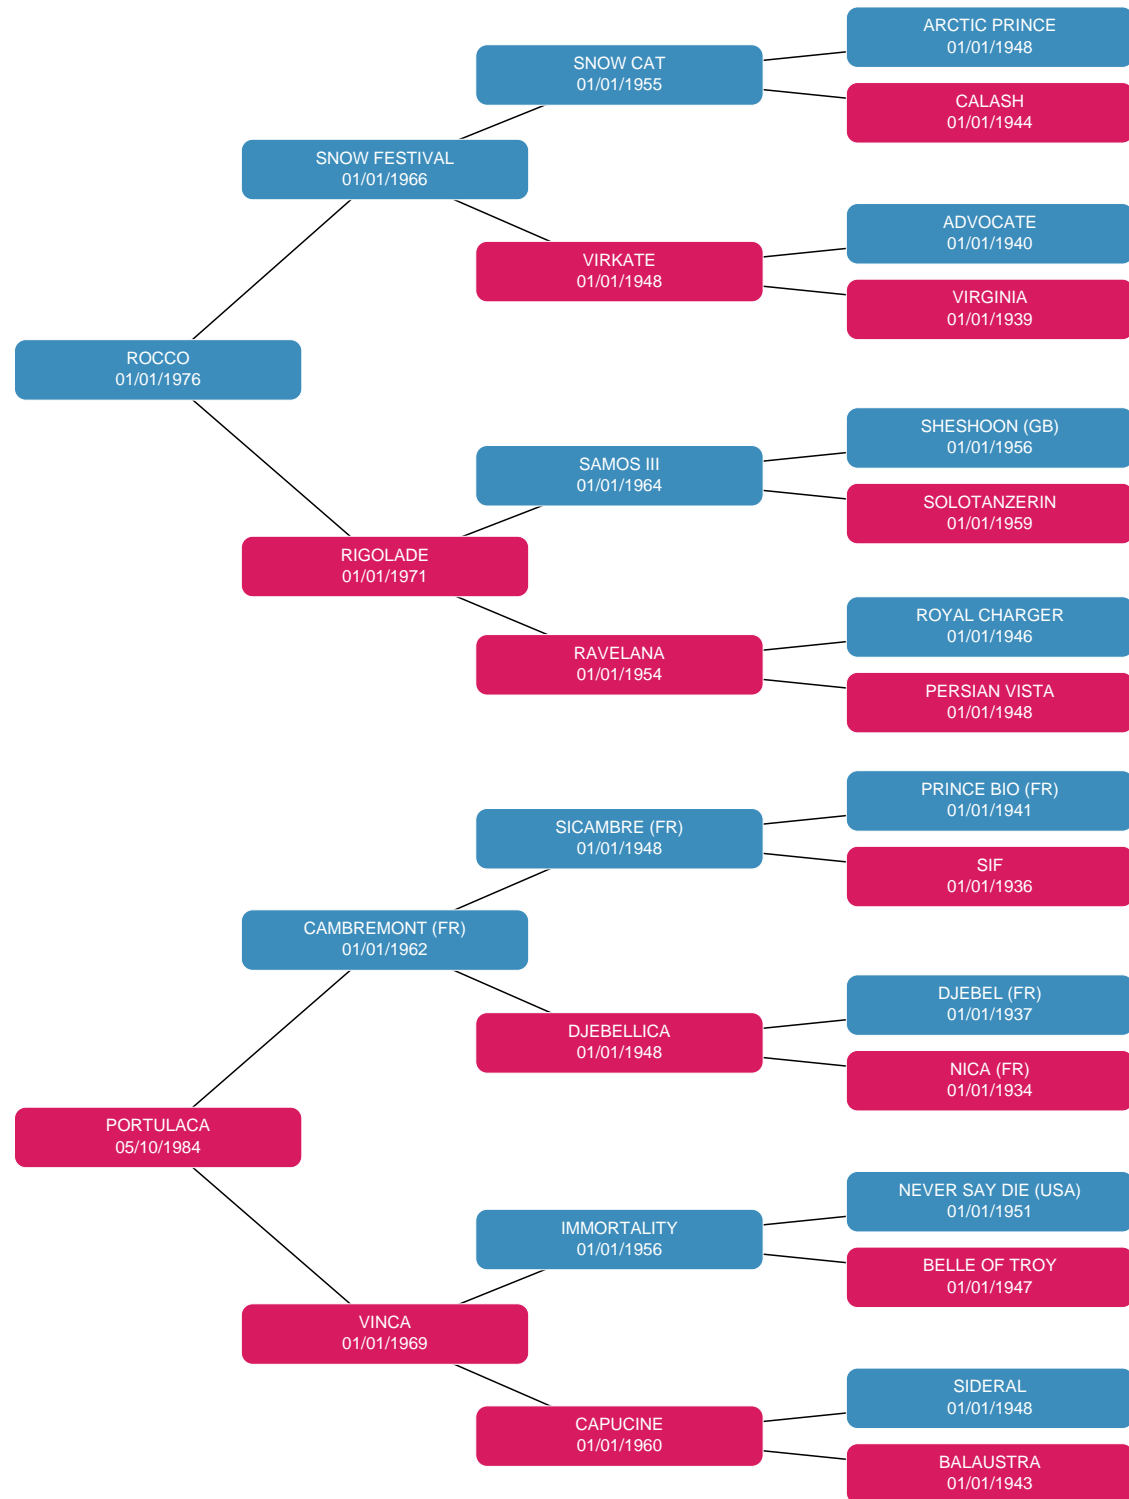 ARCTIC PRINCE
01/01/1948
SNOW CAT
01/01/1955
CALASH
01/01/1944
SNOW FESTIVAL
01/01/1966
ADVOCATE
01/01/1940
VIRKATE
01/01/1948
VIRGINIA
01/01/1939
ROCCO
01/01/1976
SHESHOON (GB)
01/01/1956
SAMOS III
01/01/1964
SOLOTANZERIN
01/01/1959
RIGOLADE
01/01/1971
ROYAL CHARGER
01/01/1946
RAVELANA
01/01/1954
PERSIAN VISTA
01/01/1948
PRINCE BIO (FR)
01/01/1941
SICAMBRE (FR)
01/01/1948
SIF
01/01/1936
CAMBREMONT (FR)
01/01/1962
DJEBEL (FR)
01/01/1937
DJEBELLICA
01/01/1948
NICA (FR)
01/01/1934
PORTULACA
05/10/1984
NEVER SAY DIE (USA)
01/01/1951
IMMORTALITY
01/01/1956
BELLE OF TROY
01/01/1947
VINCA
01/01/1969
SIDERAL
01/01/1948
CAPUCINE
01/01/1960
BALAUSTRA
01/01/1943